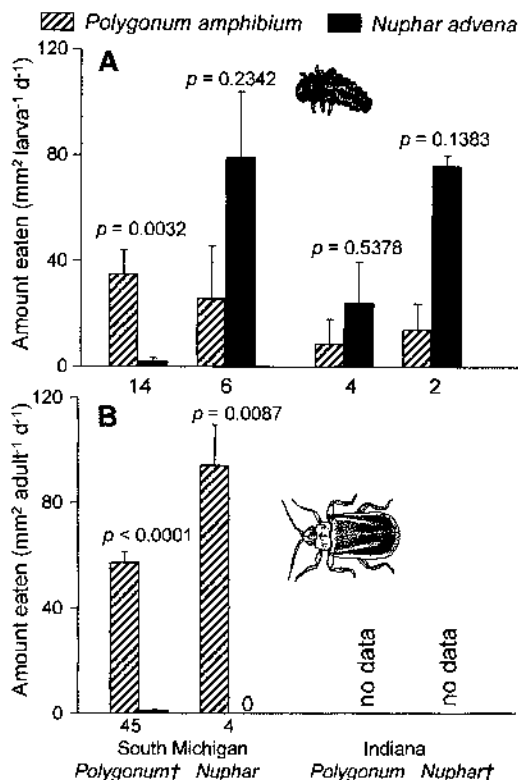 Polygonum amphibium Nuphar advena
A
120
80
40
0
Amount eaten (mm² larva⁻¹ d⁻¹)
p = 0.0032
p = 0.2342
p = 0.5378
p = 0.1383
14 6 4 2
B
120
80
40
0
Amount eaten (mm² adult⁻¹ d⁻¹)
p < 0.0001
p = 0.0087
0
no data
no data
45 4
South Michigan Indiana
Polygonum† Nuphar Polygonum Nuphar†